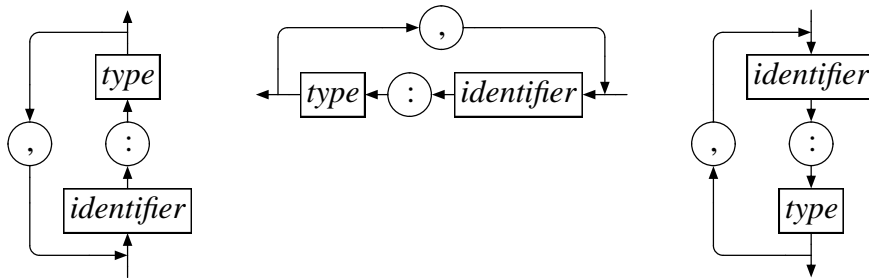 type
,
:
identifier
,
type
:
identifier
identifier
,
:
type